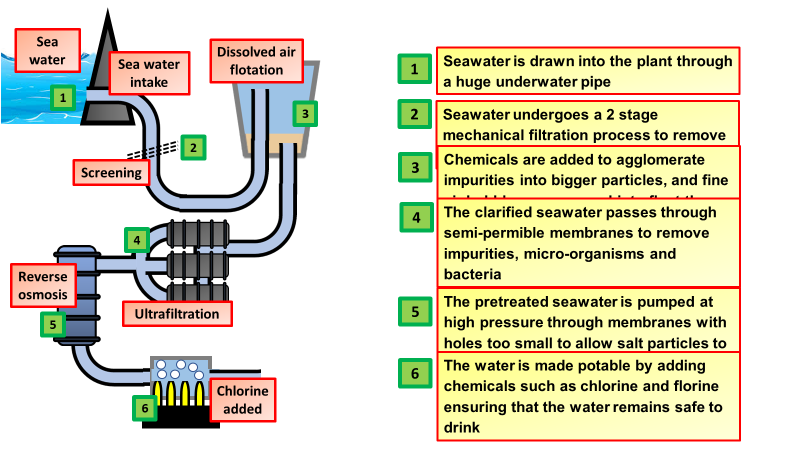 Sea
water
Sea water
intake
Dissolved air
flotation
1
3
2
Screening
4
Reverse
osmosis
Ultrafiltration
5
Chlorine
added
6
1
Seawater is drawn into the plant through
a huge underwater pipe
2
Seawater undergoes a 2 stage
mechanical filtration process to remove
3
Chemicals are added to agglomerate
impurities into bigger particles, and fine
4
The clarified seawater passes through
semi-permible membranes to remove
impurities, micro-organisms and
bacteria
5
The pretreated seawater is pumped at
high pressure through membranes with
holes too small to allow salt particles to
6
The water is made potable by adding
chemicals such as chlorine and florine
ensuring that the water remains safe to
drink